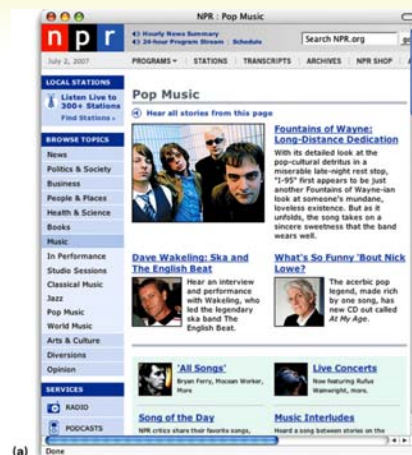 NPR : Pop Music
npr
Hourly News Summary
24-hour Program Stream | Schedule
Search NPR.org
July 2, 2007
PROGRAMS
STATIONS
TRANSCRIPTS
ARCHIVES
NPR SHOP
LOCAL STATIONS
Listen Live to
300+ Stations
Find Stations »
BROWSE TOPICS
News
Politics & Society
Business
People & Places
Health & Science
Books
Music
In Performance
Studio Sessions
Classical Music
Jazz
Pop Music
World Music
Arts & Culture
Diversions
Opinion
SERVICES
RADIO
PODCASTS
Pop Music
Hear all stories from this page
Fountains of Wayne:
Long-Distance Dedication
With its detailed look at the
pop-cultural detritus in a
miserable late-night rest stop,
"I-95" first appears to be just
another Fountains of Wayne-ian
look at someone's mundane,
loveless existence. But as it
unfolds, the song takes on a
sincere sweetness that the band
wears well.
Dave Wakeling: Ska and
The English Beat
Hear an interview
and performance
with Wakeling, who
led the legendary
ska band The
English Beat.
What's So Funny 'Bout Nick
Lowe?
The acerbic pop
legend, made rich
by one song, has
new CD out called
At My Age.
'All Songs'
Bryan Ferry, Mocean Worker,
More
Live Concerts
Now featuring Rufus
Wainwright, more.
Song of the Day
NPR critics share their favorite songs,
Music Interludes
Heard a song between stories on the
Done
(a)